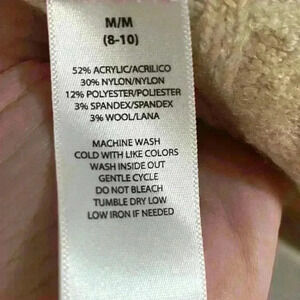 M/M
(8-10)
52% ACRYLIC/ACRILICO
30% NYLON/NYLON
12% POLYESTER/POLIESTER
3% SPANDEX/SPANDEX
3% WOOL/LANA
MACHINE WASH
COLD WITH LIKE COLORS
WASH INSIDE OUT
GENTLE CYCLE
DO NOT BLEACH
TUMBLE DRY LOW
LOW IRON IF NEEDED